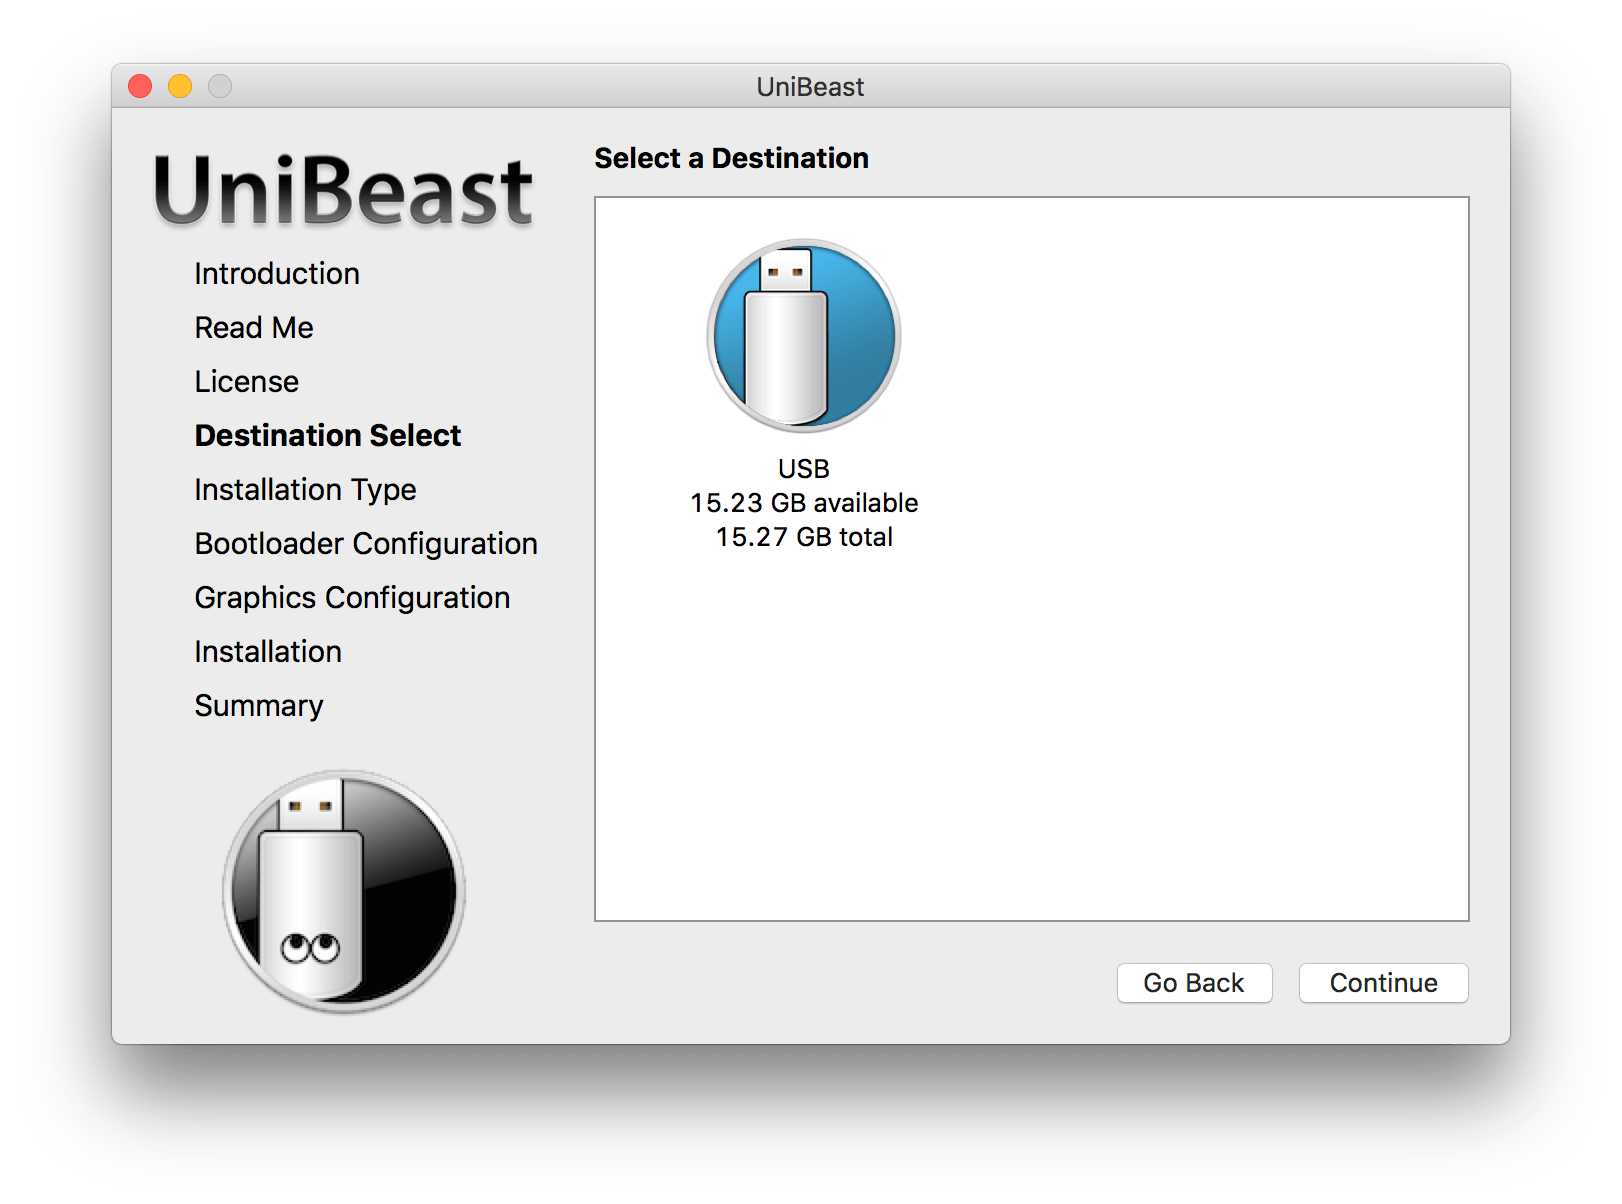 UniBeast
UniBeast
Introduction
Read Me
License
Destination Select
Installation Type
Bootloader Configuration
Graphics Configuration
Installation
Summary
Select a Destination
USB
15.23 GB available
15.27 GB total
Go Back
Continue